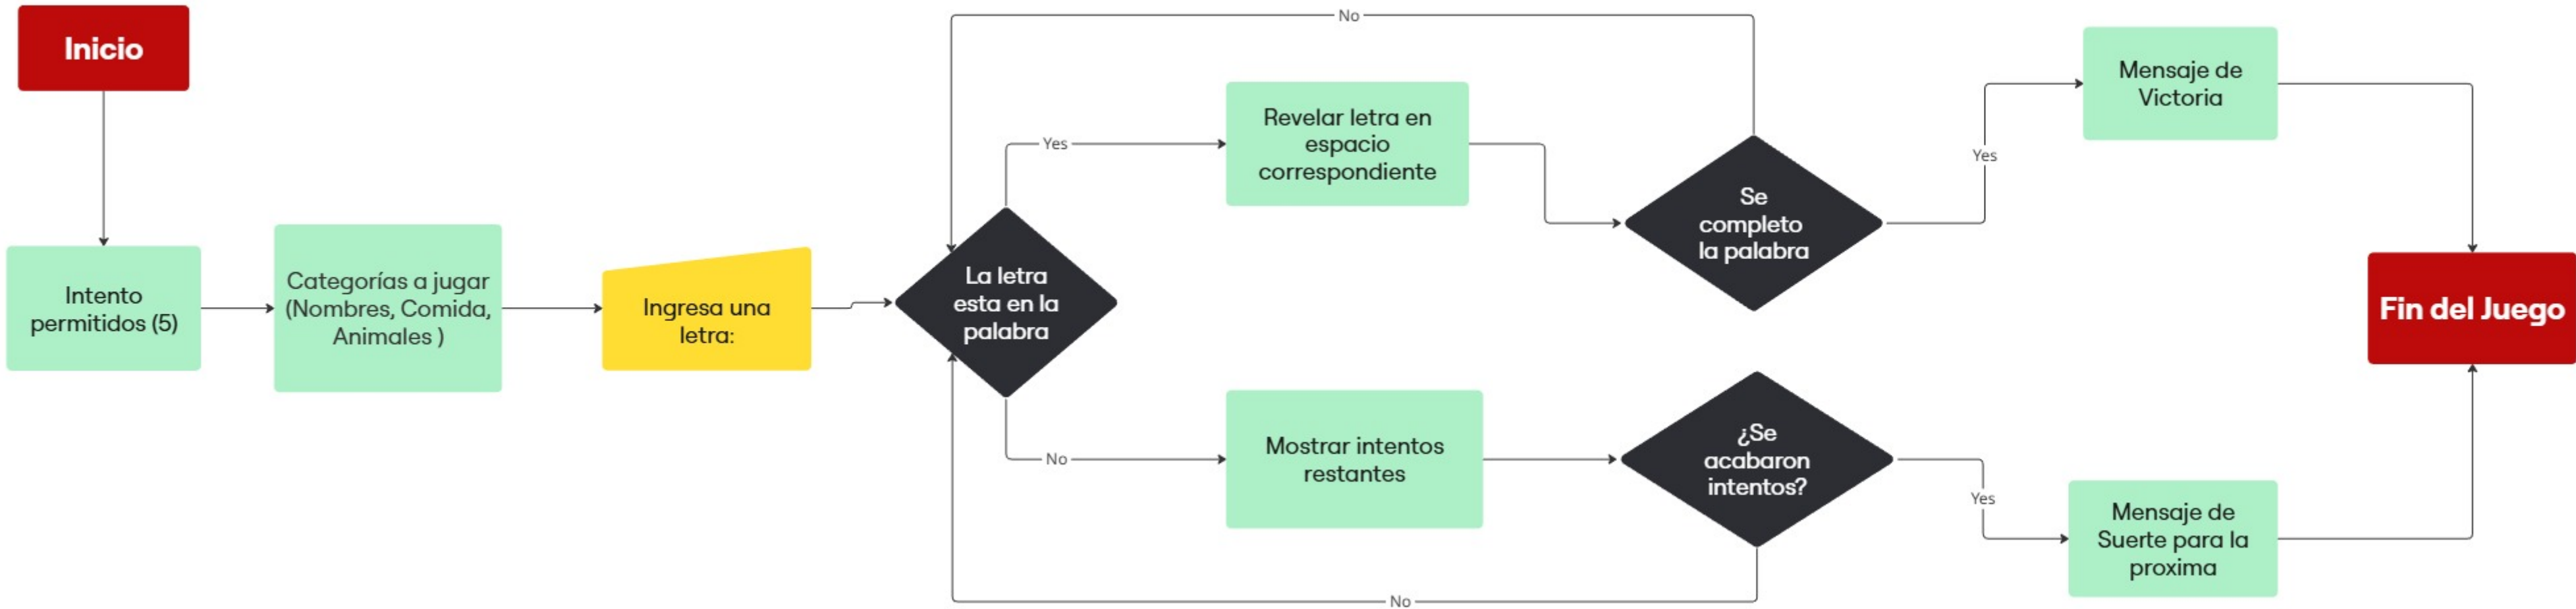 Inicio
Intento
permitidos (5)
Categorías a jugar
(Nombres, Comida,
Animales )
Ingresa una
letra:
La letra
esta en la
palabra
Yes
Revelar letra en
espacio
correspondiente
Se
completo
la palabra
No
Yes
Mensaje de
Victoria
No
Mostrar intentos
restantes
¿Se
acabaron
intentos?
No
Yes
Mensaje de
Suerte para la
proxima
Fin del Juego